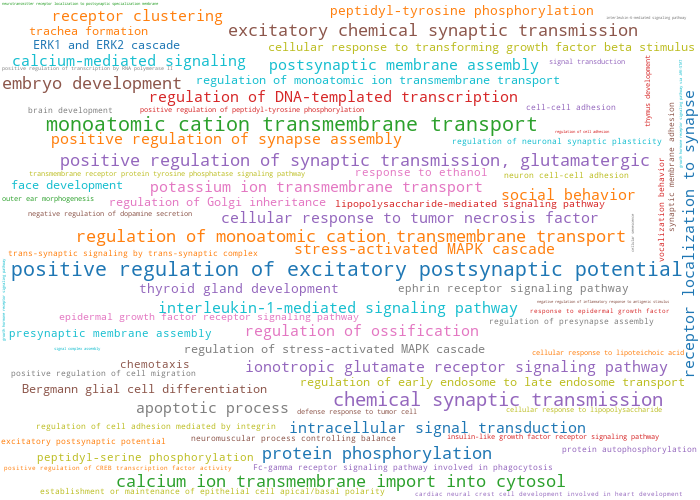 neurotransmitter receptor localization to postsynaptic specialization membrane
peptidyl-tyrosine phosphorylation
receptor clustering
interleukin-6-mediated signaling pathway
trachea formation
excitatory chemical synaptic transmission
ERK1 and ERK2 cascade
cellular response to transforming growth factor beta stimulus
calcium-mediated signaling
postsynaptic membrane assembly
signal transduction
positive regulation of transcription by RNA polymerase II
embryo development
regulation of monoatomic ion transmembrane transport
thymus development
regulation of DNA-templated transcription
brain development
positive regulation of peptidyl-tyrosine phosphorylation
cell-cell adhesion
monoatomic cation transmembrane transport
regulation of cell adhesion
positive regulation of synapse assembly
regulation of neuronal synaptic plasticity
synaptic membrane adhesion
receptor localization to synapse
positive regulation of synaptic transmission, glutamatergic
vocalization behavior
transmembrane receptor protein tyrosine phosphatase signaling pathway
response to ethanol
neuron cell-cell adhesion
face development
potassium ion transmembrane transport
social behavior
outer ear morphogenesis
regulation of Golgi inheritance
lipopolysaccharide-mediated signaling pathway
negative regulation of dopamine secretion
cellular response to tumor necrosis factor
cellular senescence
regulation of monoatomic cation transmembrane transport
trans-synaptic signaling by trans-synaptic complex
stress-activated MAPK cascade
positive regulation of excitatory postsynaptic potential
thyroid gland development
ephrin receptor signaling pathway
interleukin-1-mediated signaling pathway
negative regulation of inflammatory response to antigenic stimulus
response to epidermal growth factor
epidermal growth factor receptor signaling pathway
regulation of presynapse assembly
presynaptic membrane assembly
regulation of ossification
signal complex assembly
regulation of stress-activated MAPK cascade
cellular response to lipoteichoic acid
chemotaxis
ionotropic glutamate receptor signaling pathway
positive regulation of cell migration
regulation of early endosome to late endosome transport
Bergmann glial cell differentiation
chemical synaptic transmission
apoptotic process
defense response to tumor cell
cellular response to lipopolysaccharide
regulation of cell adhesion mediated by integrin
intracellular signal transduction
excitatory postsynaptic potential
neuromuscular process controlling balance
insulin-like growth factor receptor signaling pathway
protein autophosphorylation
peptidyl-serine phosphorylation
protein phosphorylation
positive regulation of CREB transcription factor activity
Fc-gamma receptor signaling pathway involved in phagocytosis
calcium ion transmembrane import into cytosol
establishment or maintenance of epithelial cell apical/basal polarity
cardiac neural crest cell development involved in heart development